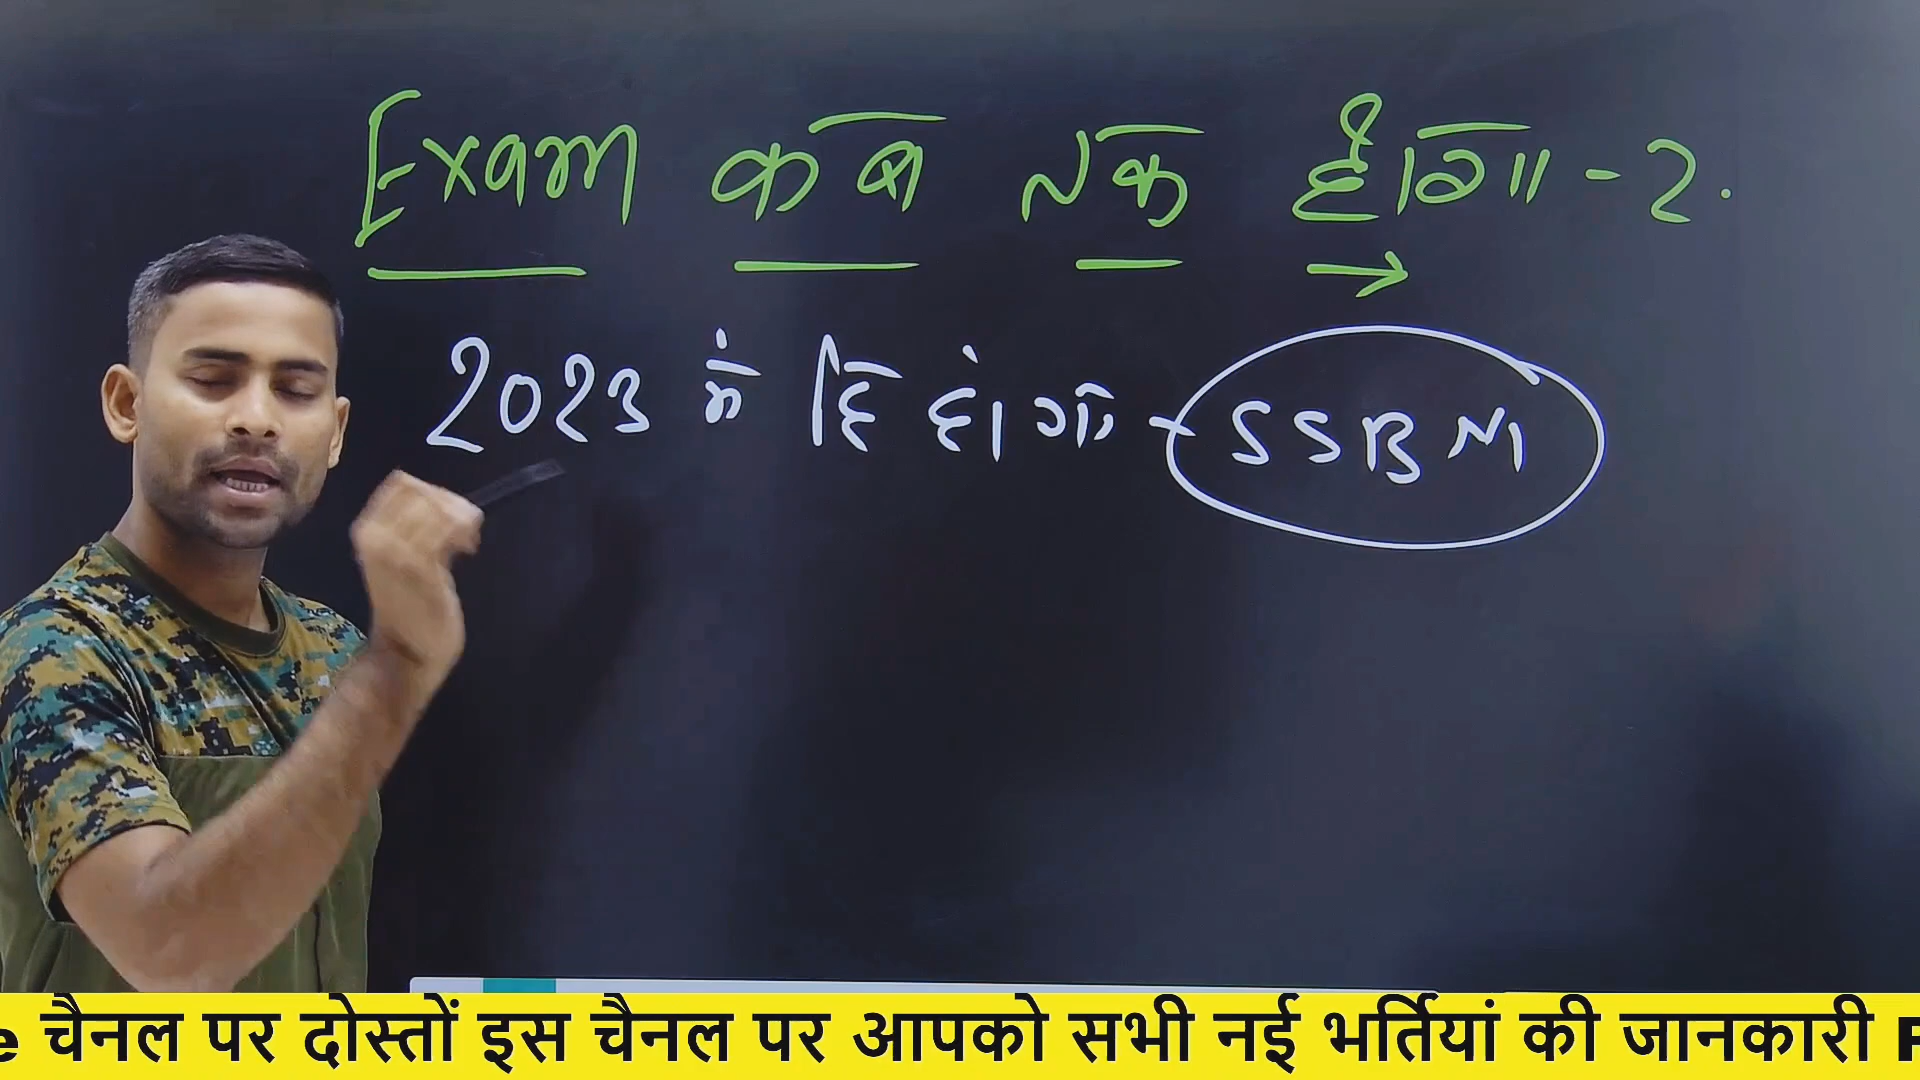 Exam कब तक होगा - 2.
2023 में हि होगा - SSB में
e चैनल पर दोस्तों इस चैनल पर आपको सभी नई भर्तियां की जानकारी